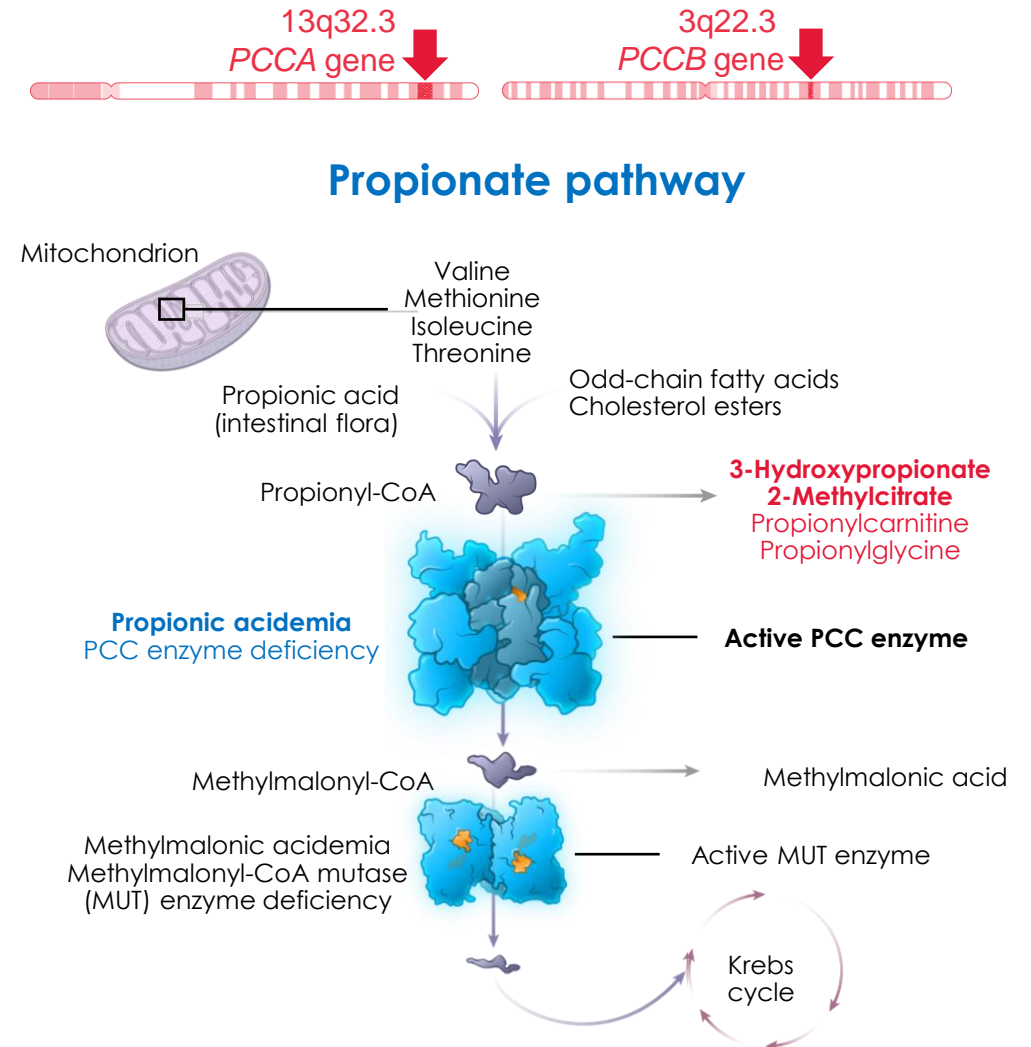 13q32.3
PCCA gene
3q22.3
PCCB gene
Propionate pathway
Mitochondrion
Valine
Methionine
Isoleucine
Threonine
Propionic acid
(intestinal flora)
Odd-chain fatty acids
Cholesterol esters
Propionyl-CoA
3-Hydroxypropionate
2-Methylcitrate
Propionylcarnitine
Propionylglycine
Propionic acidemia
PCC enzyme deficiency
Active PCC enzyme
Methylmalonyl-CoA
Methylmalonic acid
Methylmalonic acidemia
Methylmalonyl-CoA mutase
(MUT) enzyme deficiency
Active MUT enzyme
Krebs
cycle